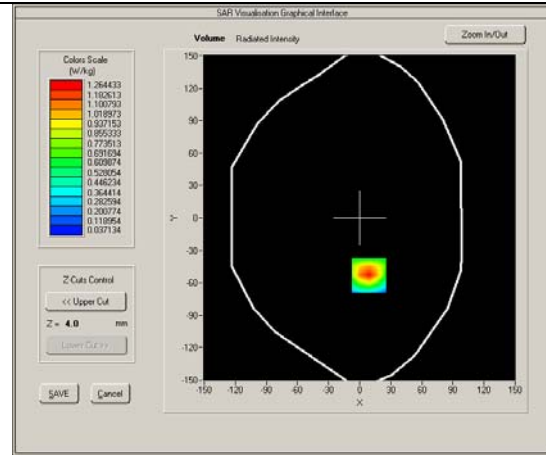 SAR Visualisation Graphical Interface
Volume Radiated Intensity
Zoom In/Out
Colors Scale
(W/kg)
1.264433
1.182613
1.100793
1.018973
0.937153
0.855333
0.773513
0.691694
0.609874
0.528054
0.446234
0.364414
0.282594
0.200774
0.118954
0.037134
Z Cuts Control
<< Upper Cut
Z = 4.0 mm
Lower Cut >>
SAVE Cancel
150-
120-
90-
60-
30-
0-
-30-
-60-
-90-
-120-
-150-
Y
-150 -120 -90 -60 -30 0 30 60 90 120 150
X